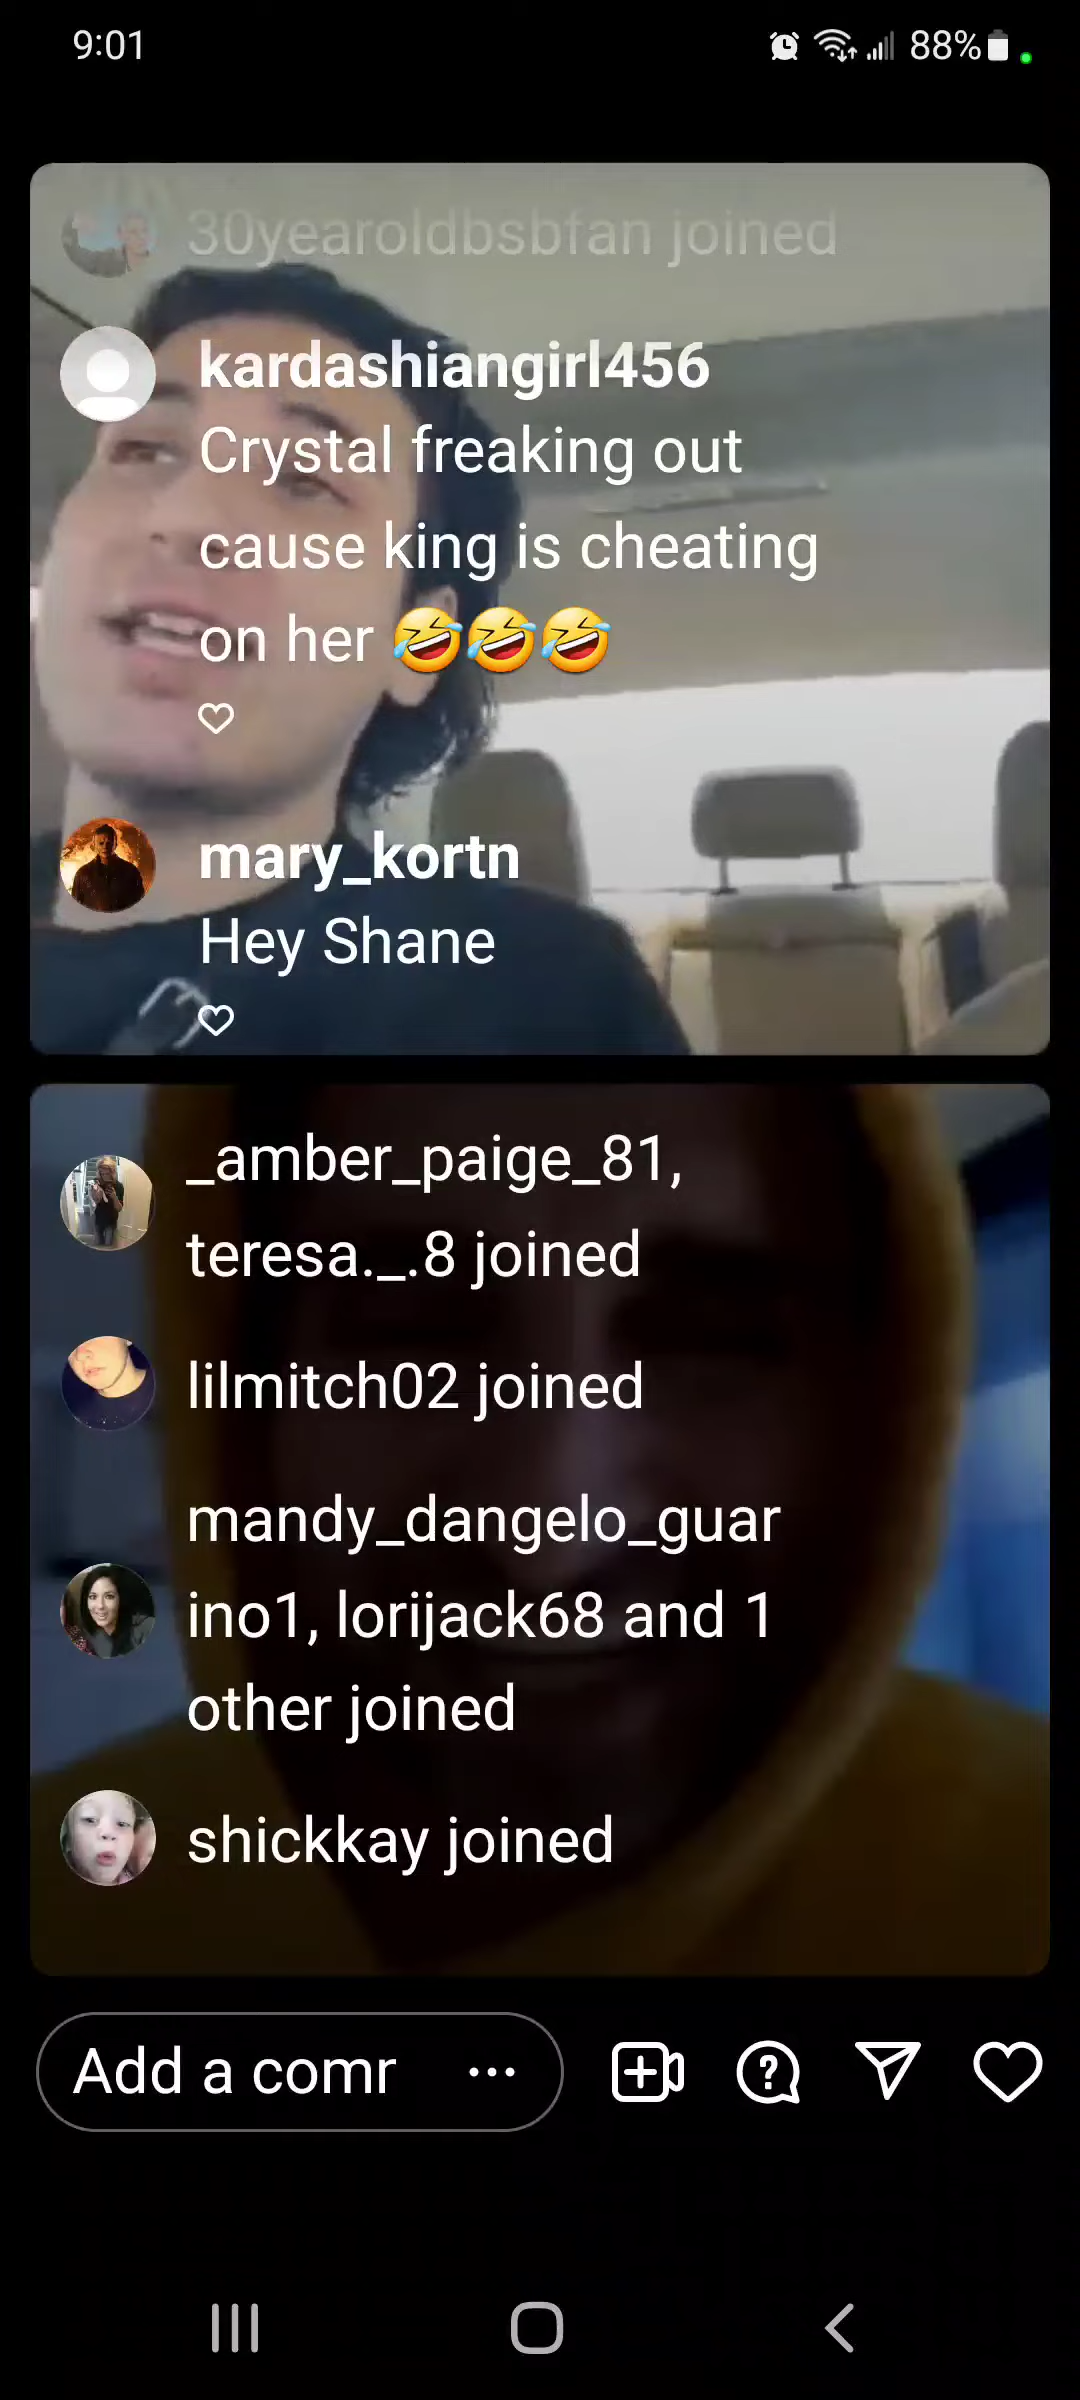 9:01
88%
30yearoldbsbfan joined
kardashiangirl456
Crystal freaking out
cause king is cheating
on her 🤣🤣🤣
mary_kortn
Hey Shane
_amber_paige_81,
teresa._.8 joined
lilmitch02 joined
mandy_dangelo_guar
ino1, lorijack68 and 1
other joined
shickkay joined
Add a comr